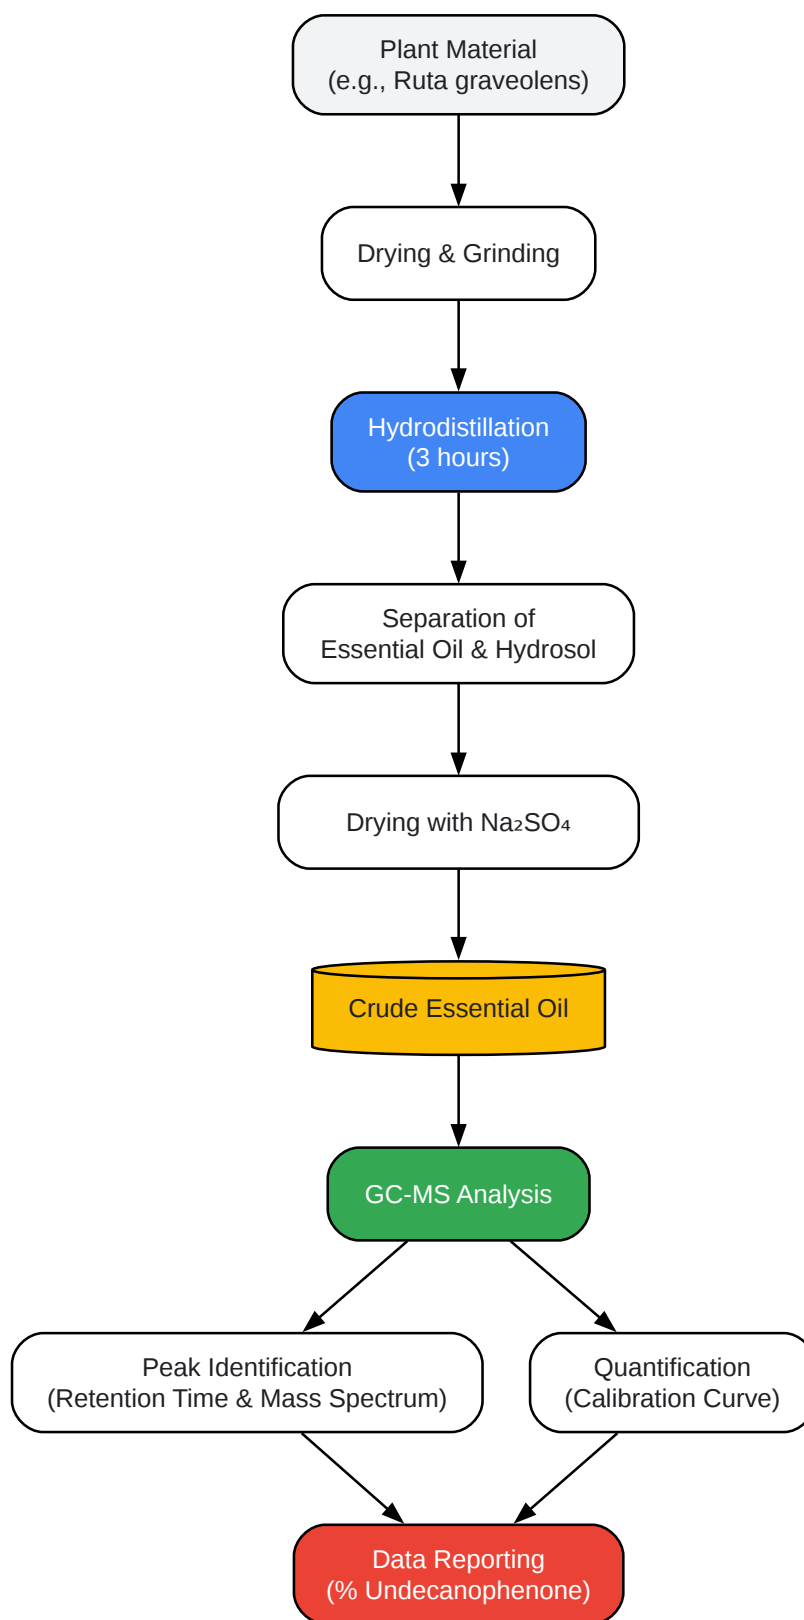 Plant Material
(e.g., Ruta graveolens)
Drying & Grinding
Hydrodistillation
(3 hours)
Separation of
Essential Oil & Hydrosol
Drying with Na₂SO₄
Crude Essential Oil
GC-MS Analysis
Peak Identification
(Retention Time & Mass Spectrum)
Quantification
(Calibration Curve)
Data Reporting
(% Undecanophenone)